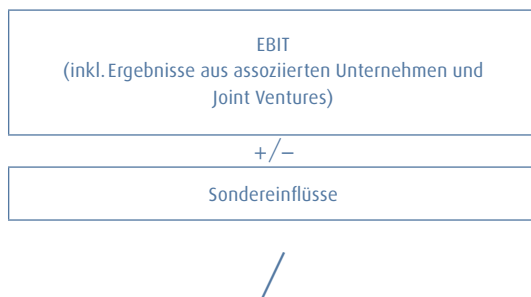 EBIT
(inkl. Ergebnisse aus assoziierten Unternehmen und
Joint Ventures)
+/−
Sondereinflüsse
/